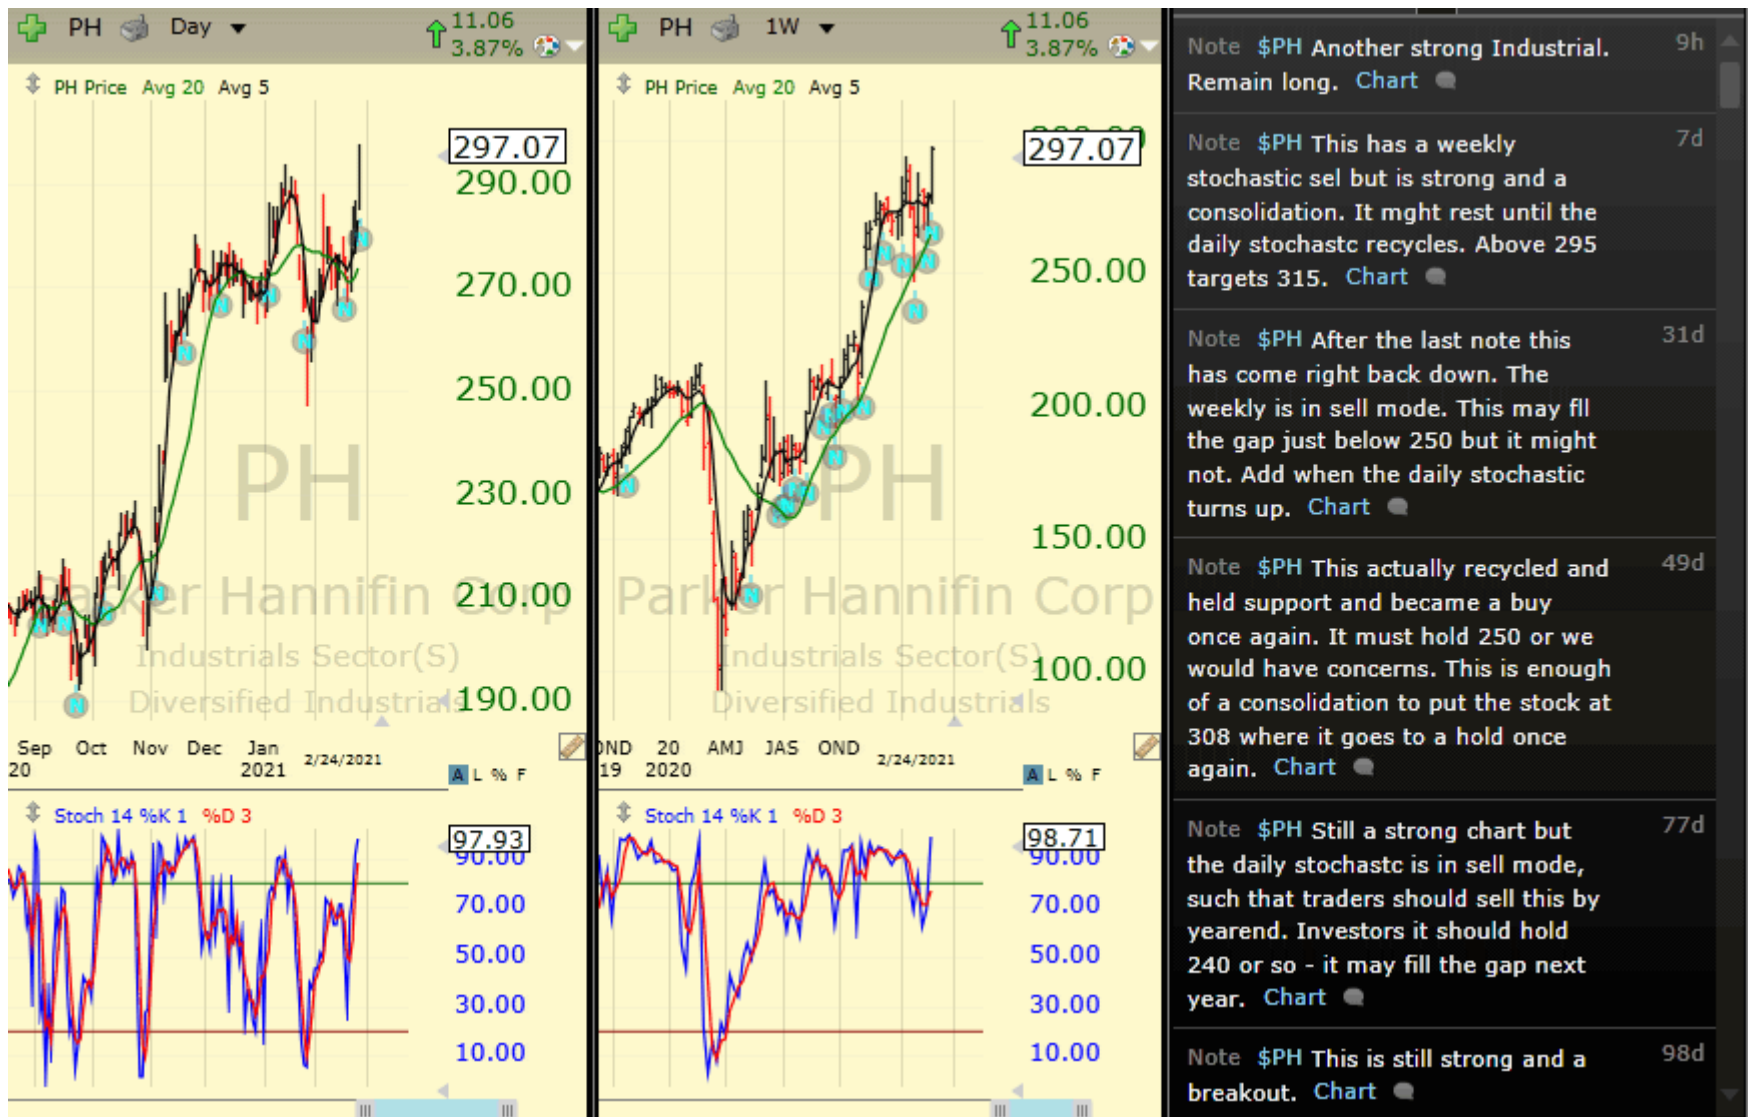 PH Day 11.06
3.87%
PH Price Avg 20 Avg 5
297.07
290.00
270.00
250.00
230.00
210.00
190.00
PH
Parker Hannifin Corp
Industrials Sector(S)
Diversified Industrials
Sep Oct Nov Dec Jan
20 2021 2/24/2021
A L % F
Stoch 14 %K 1 %D 3
97.93
90.00
70.00
50.00
30.00
10.00
N N N N N N N N N N N N
PH 1W 11.06
3.87%
PH Price Avg 20 Avg 5
297.07
250.00
200.00
150.00
100.00
PH
Parker Hannifin Corp
Industrials Sector(S)
Diversified Industrials
OND 20 AMJ JAS OND
19 2020 2/24/2021
A L % F
Stoch 14 %K 1 %D 3
98.71
90.00
70.00
50.00
30.00
10.00
Note $PH Another strong Industrial. 9h
Remain long. Chart
Note $PH This has a weekly 7d
stochastic sel but is strong and a
consolidation. It mght rest until the
daily stochastc recycles. Above 295
targets 315. Chart
Note $PH After the last note this 31d
has come right back down. The
weekly is in sell mode. This may fll
the gap just below 250 but it might
not. Add when the daily stochastic
turns up. Chart
Note $PH This actually recycled and 49d
held support and became a buy
once again. It must hold 250 or we
would have concerns. This is enough
of a consolidation to put the stock at
308 where it goes to a hold once
again. Chart
Note $PH Still a strong chart but 77d
the daily stochastc is in sell mode,
such that traders should sell this by
yearend. Investors it should hold
240 or so - it may fill the gap next
year. Chart
Note $PH This is still strong and a 98d
breakout. Chart